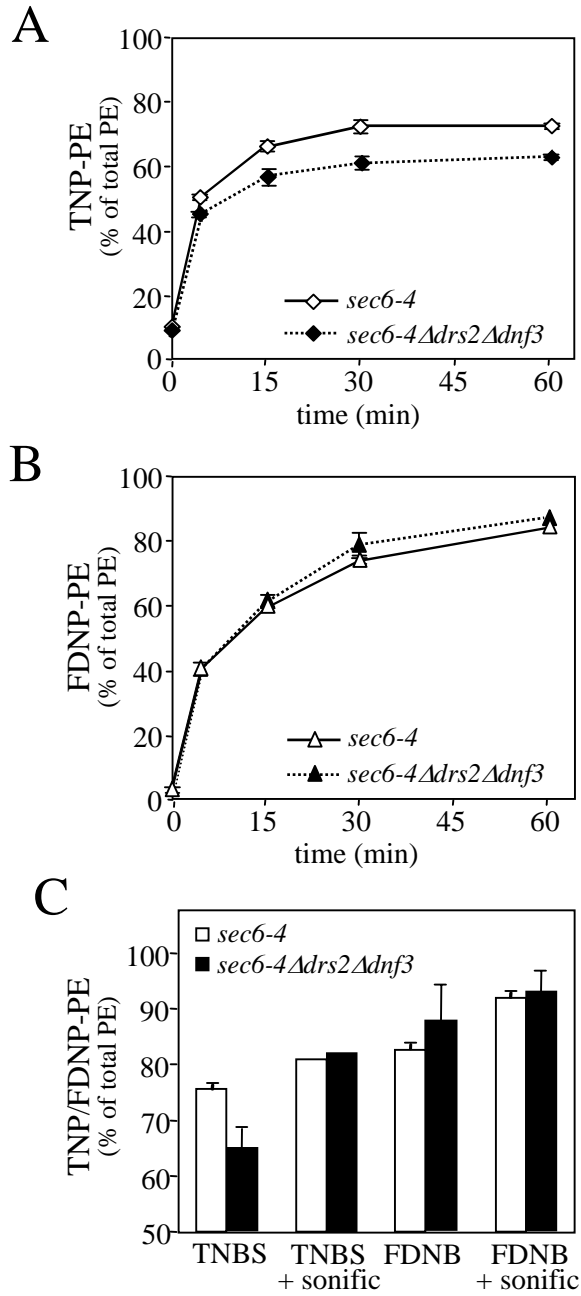 A
TNP-PE
(% of total PE)
100
80
60
40
20
0
sec6-4
sec6-4Δdrs2Δdnf3
0 15 30 45 60
time (min)
B
FDNP-PE
(% of total PE)
100
80
60
40
20
0
sec6-4
sec6-4Δdrs2Δdnf3
0 15 30 45 60
time (min)
C
TNP/FDNP-PE
(% of total PE)
sec6-4
sec6-4Δdrs2Δdnf3
100
90
80
70
60
50
TNBS TNBS + sonific FDNB FDNB + sonific